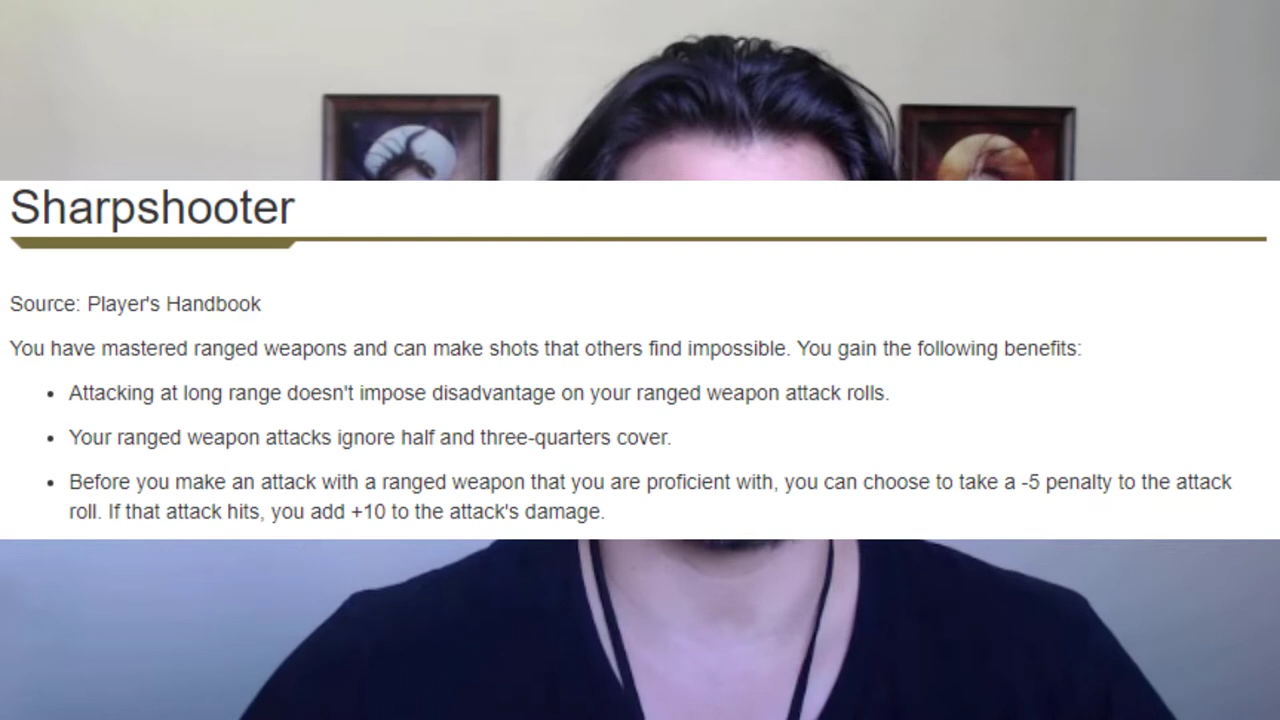 Sharpshooter
Source: Player's Handbook
You have mastered ranged weapons and can make shots that others find impossible. You gain the following benefits:
• Attacking at long range doesn't impose disadvantage on your ranged weapon attack rolls.
• Your ranged weapon attacks ignore half and three-quarters cover.
• Before you make an attack with a ranged weapon that you are proficient with, you can choose to take a -5 penalty to the attack
roll. If that attack hits, you add +10 to the attack's damage.